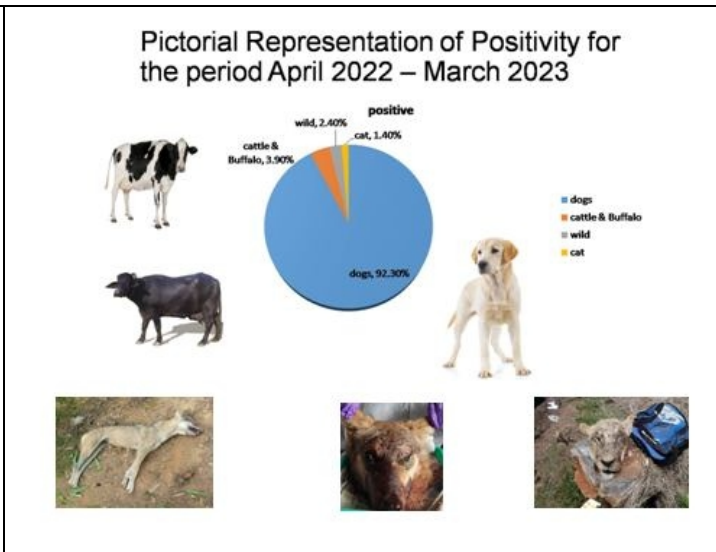 Pictorial Representation of Positivity for
the period April 2022 – March 2023
positive
wild, 2.40%
cat, 1.40%
cattle &
Buffalo, 3.90%
dogs, 92.30%
dogs
cattle & Buffalo
wild
cat